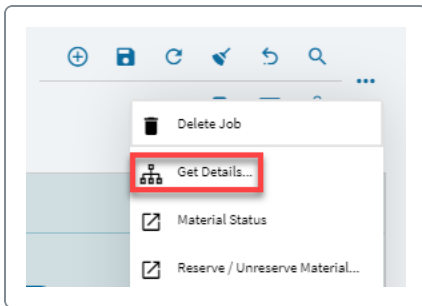 Delete Job
Get Details...
Material Status
Reserve / Unreserve Material...